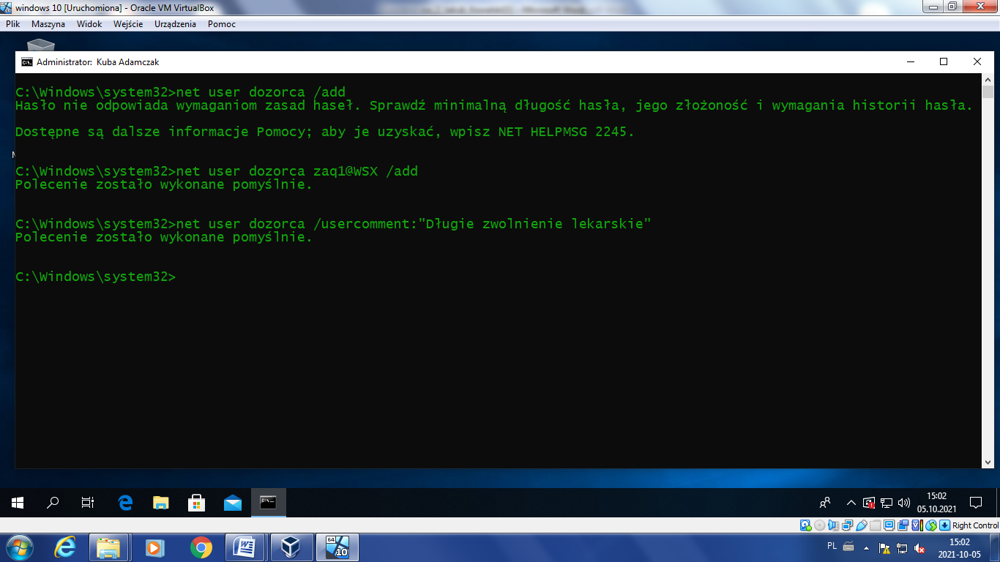 windows 10 [Uruchomiona] - Oracle VM VirtualBox
Plik Maszyna Widok Wejście Urządzenia Pomoc
Administrator: Kuba Adamczak
C:\Windows\system32>net user dozorca /add
Hasło nie odpowiada wymaganiom zasad haseł. Sprawdź minimalną długość hasła, jego złożoność i wymagania historii hasła.
Dostępne są dalsze informacje Pomocy; aby je uzyskać, wpisz NET HELPMSG 2245.
C:\Windows\system32>net user dozorca zaq1@WSX /add
Polecenie zostało wykonane pomyślnie.
C:\Windows\system32>net user dozorca /usercomment:"Długie zwolnienie lekarskie"
Polecenie zostało wykonane pomyślnie.
C:\Windows\system32>
15:02
05.10.2021
Right Control
64
10
PL
15:02
2021-10-05